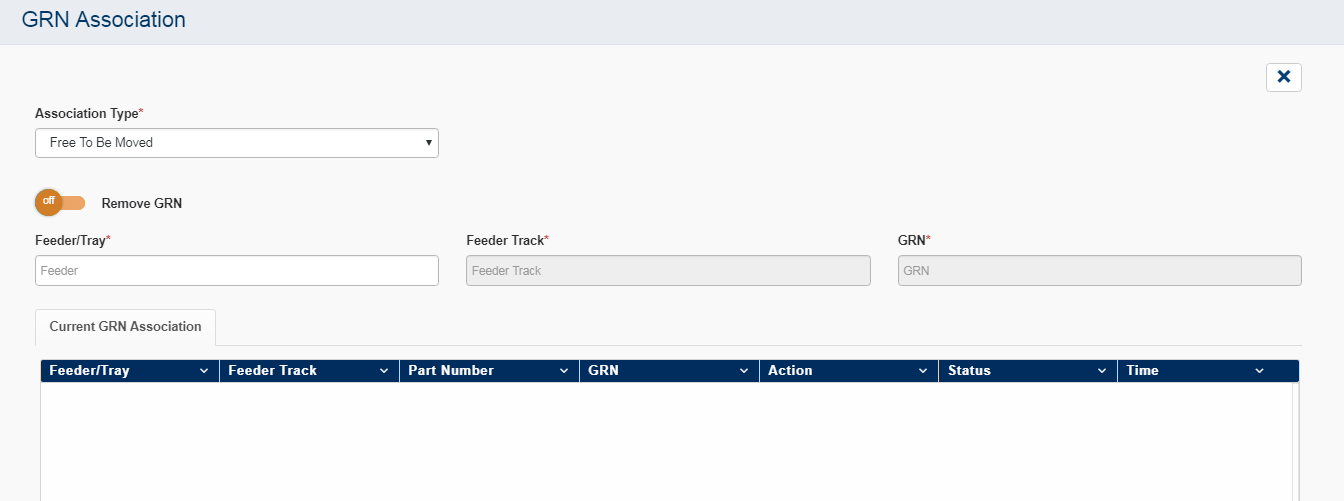 GRN Association
Association Type*
Free To Be Moved
off Remove GRN
Feeder/Tray* Feeder Track* GRN*
Feeder Feeder Track GRN
Current GRN Association
Feeder/Tray Feeder Track Part Number GRN Action Status Time